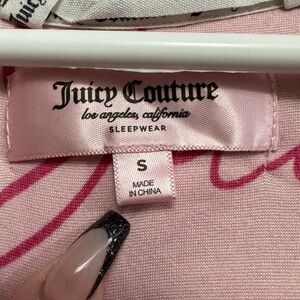 Juicy Couture
los angeles, california
SLEEPWEAR
S
MADE
IN CHINA